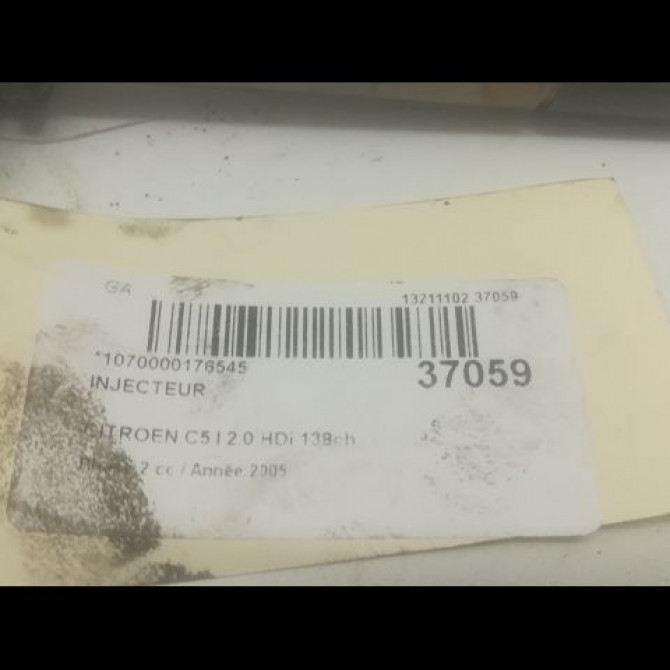 GA
13211102 37059
*1070000176545
37059
INJECTEUR
CITROEN C5 I 2.0 HDi 138ch
2 cc / Année 2005